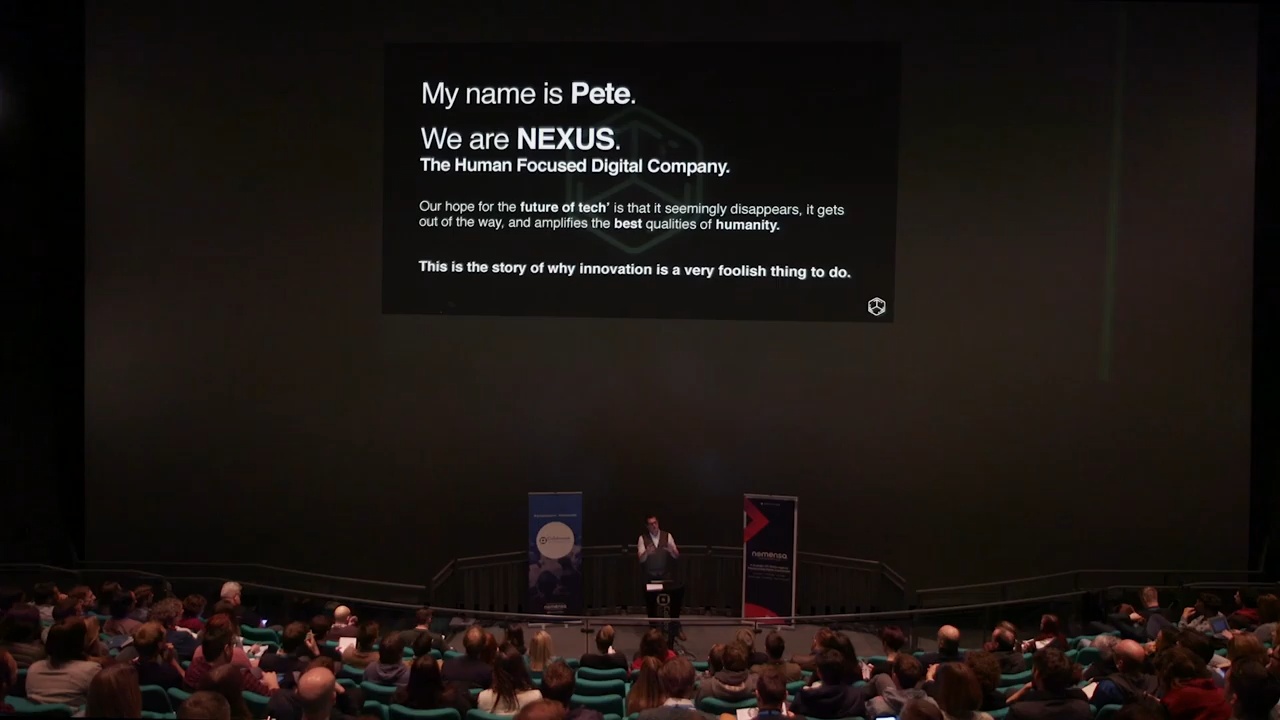 My name is Pete.
We are NEXUS.
The Human Focused Digital Company.
Our hope for the future of tech' is that it seemingly disappears, it gets
out of the way, and amplifies the best qualities of humanity.
This is the story of why innovation is a very foolish thing to do.
nomensa